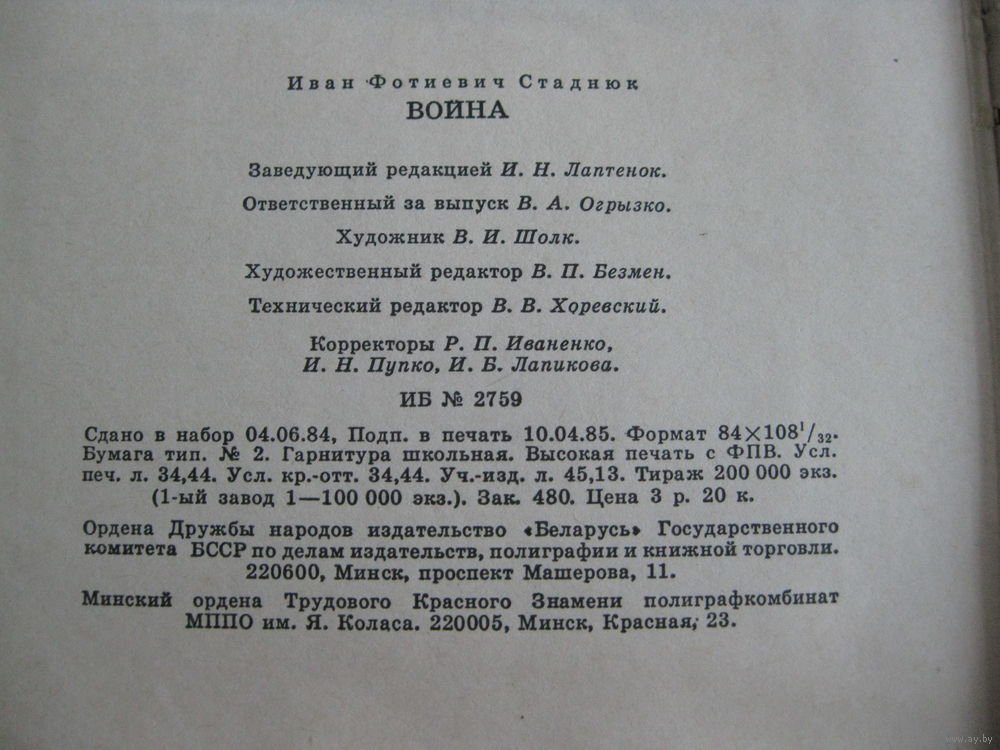 Иван Фотиевич Стаднюк
ВОЙНА
Заведующий редакцией И. Н. Лаптенок.
Ответственный за выпуск В. А. Огрызко.
Художник В. И. Шолк.
Художественный редактор В. П. Безмен.
Технический редактор В. В. Хоревский.
Корректоры Р. П. Иваненко,
И. Н. Пупко, И. Б. Лапикова.
ИБ № 2759
Сдано в набор 04.06.84, Подп. в печать 10.04.85. Формат 84×108¹/₃₂.
Бумага тип. № 2. Гарнитура школьная. Высокая печать с ФПВ. Усл.
печ. л. 34,44. Усл. кр.-отт. 34,44. Уч.-изд. л. 45,13. Тираж 200 000 экз.
(1-ый завод 1—100 000 экз.). Зак. 480. Цена 3 р. 20 к.
Ордена Дружбы народов издательство «Беларусь» Государственного
комитета БССР по делам издательств, полиграфии и книжной торговли.
220600, Минск, проспект Машерова, 11.
Минский ордена Трудового Красного Знамени полиграфкомбинат
МППО им. Я. Коласа. 220005, Минск, Красная, 23.
www.ay.by